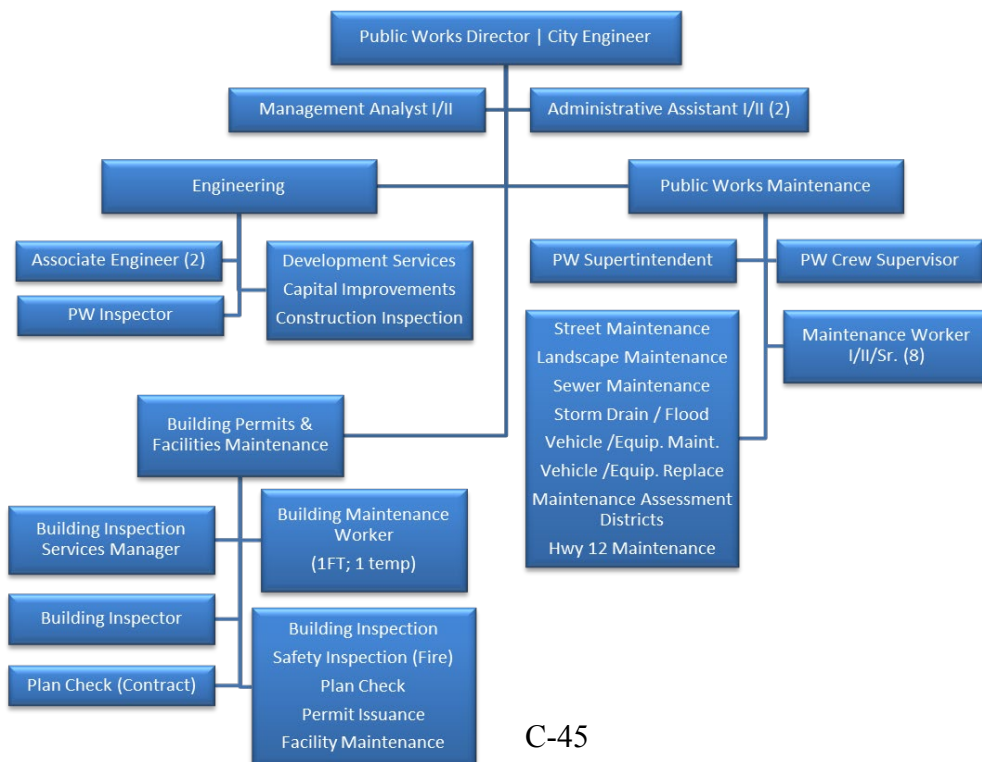 Public Works Director | City Engineer
Management Analyst I/II
Administrative Assistant I/II (2)
Engineering
Public Works Maintenance
Associate Engineer (2)
PW Inspector
Development Services
Capital Improvements
Construction Inspection
PW Supertintendent
PW Crew Supervisor
Street Maintenance
Landscape Maintenance
Sewer Maintenance
Storm Drain / Flood
Vehicle /Equip. Maint.
Vehicle /Equip. Replace
Maintenance Assessment
Districts
Hwy 12 Maintenance
Maintenance Worker
I/II/Sr. (8)
Building Permits &
Facilities Maintenance
Building Inspection
Services Manager
Building Maintenance
Worker
(1FT; 1 temp)
Building Inspector
Plan Check (Contract)
Building Inspection
Safety Inspection (Fire)
Plan Check
Permit Issuance
Facility Maintenance
C-45